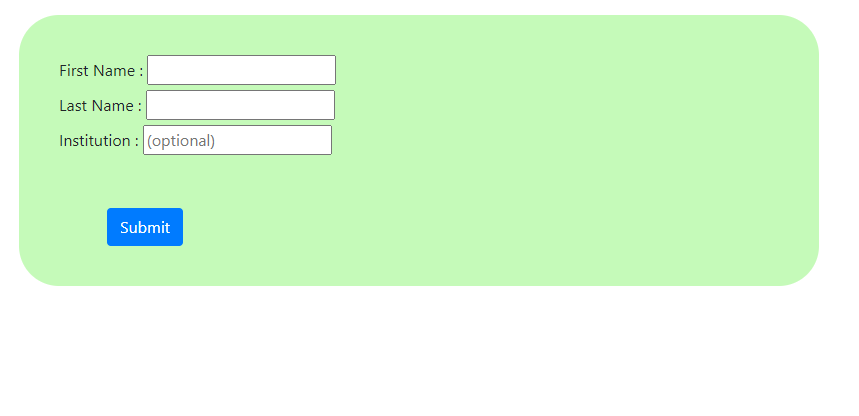 First Name :
Last Name :
Institution : (optional)
Submit